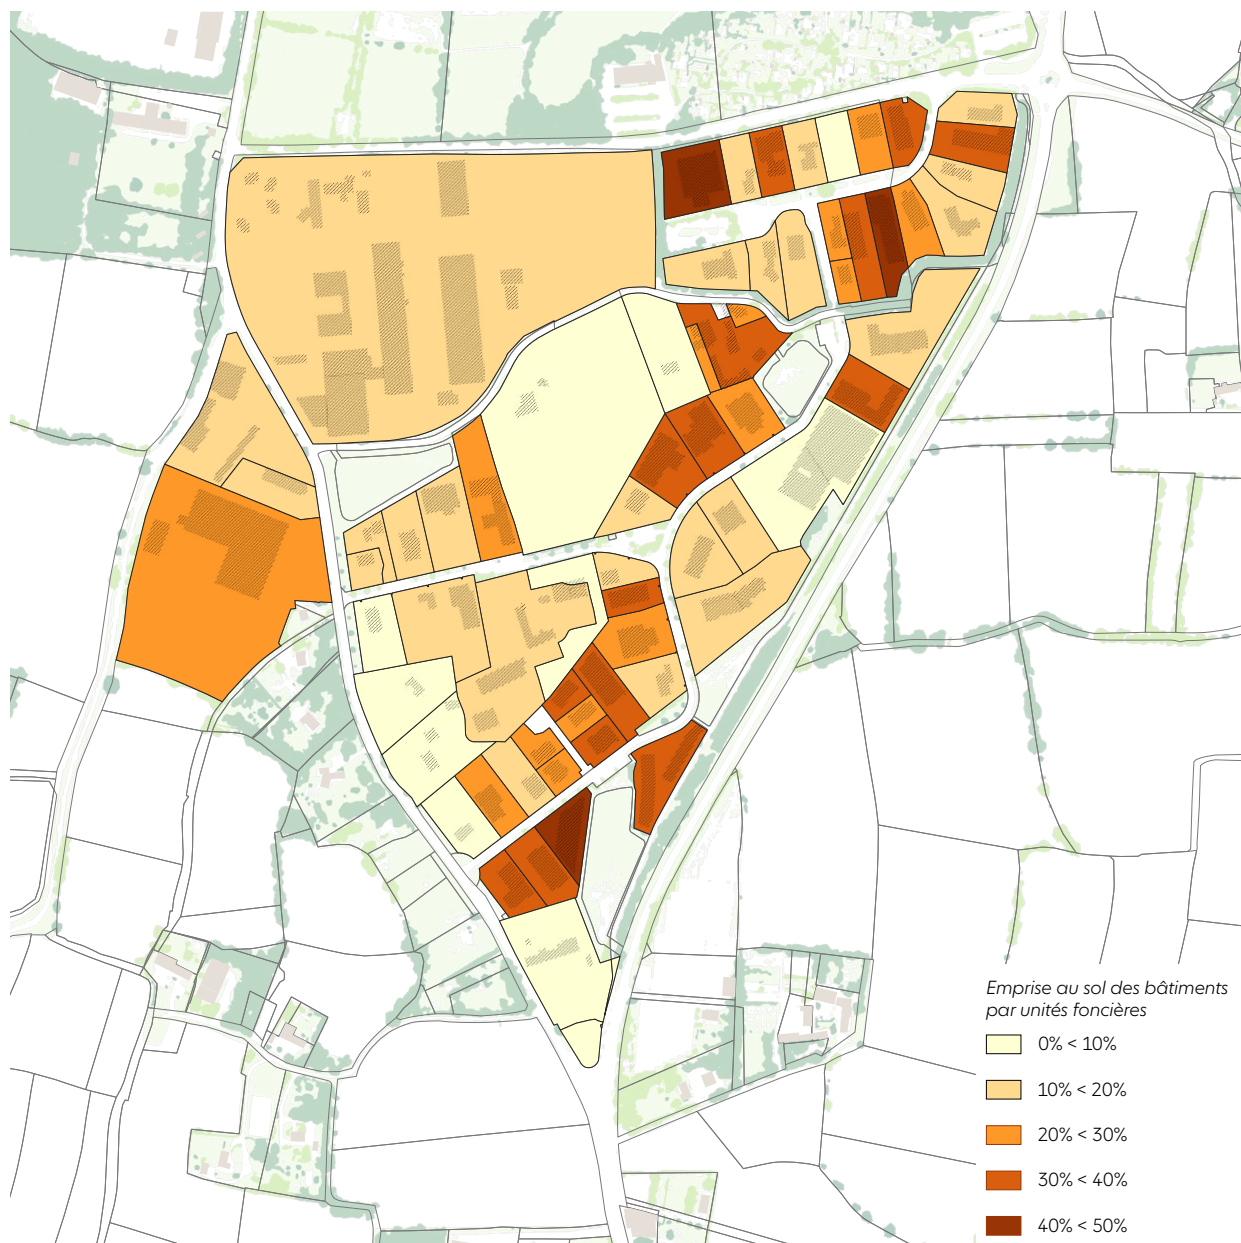 Emprise au sol des bâtiments
par unités foncières
0% < 10%
10% < 20%
20% < 30%
30% < 40%
40% < 50%